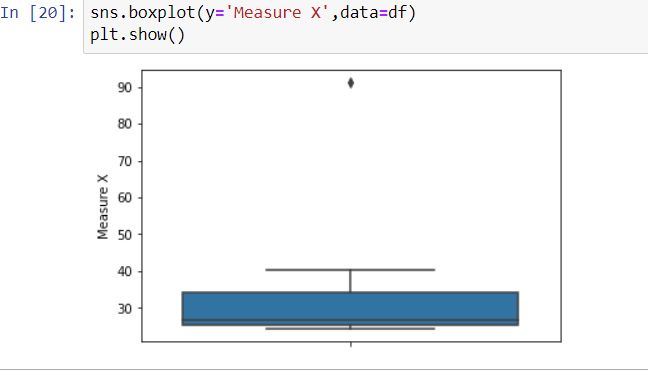 In [20]: sns.boxplot(y='Measure X',data=df)
plt.show()
90
80
70
60
50
40
30
Measure X